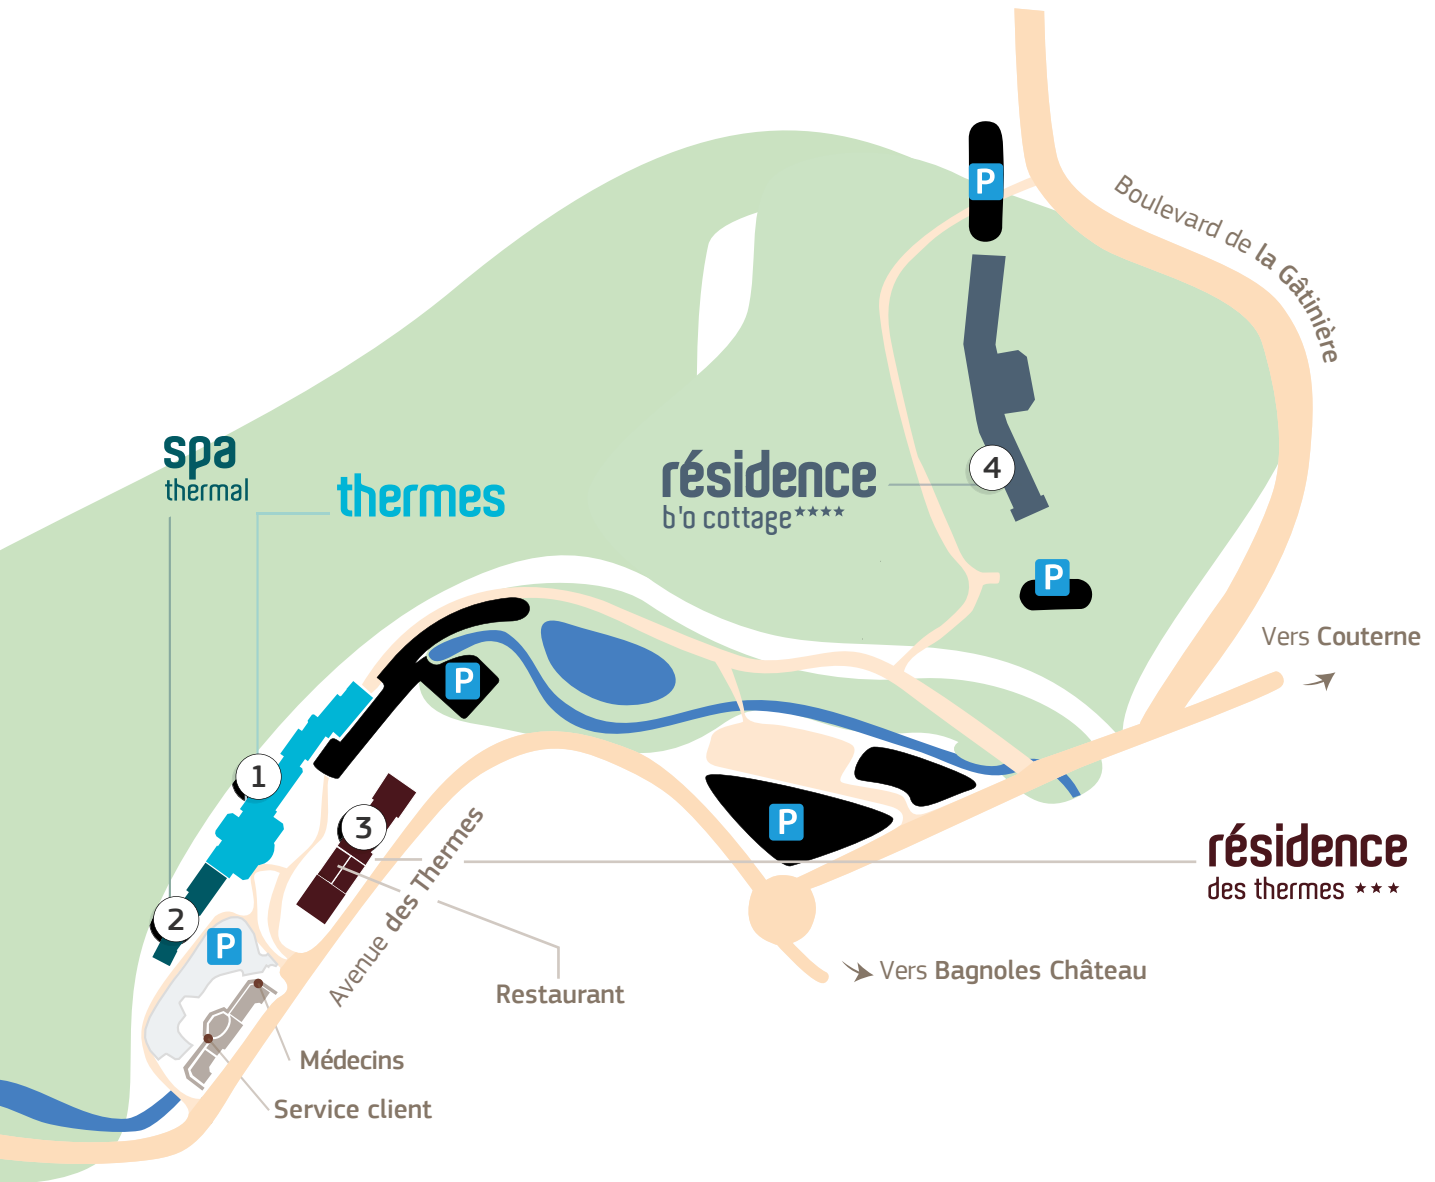 P
Boulevard de la Gâtinière
spa
thermal
thermes
résidence
b'o cottage****
4
P
Vers Couterne
P
1
3
P
résidence
des thermes ***
Avenue des Thermes
2
P
Vers Bagnoles Château
Restaurant
Médecins
Service client